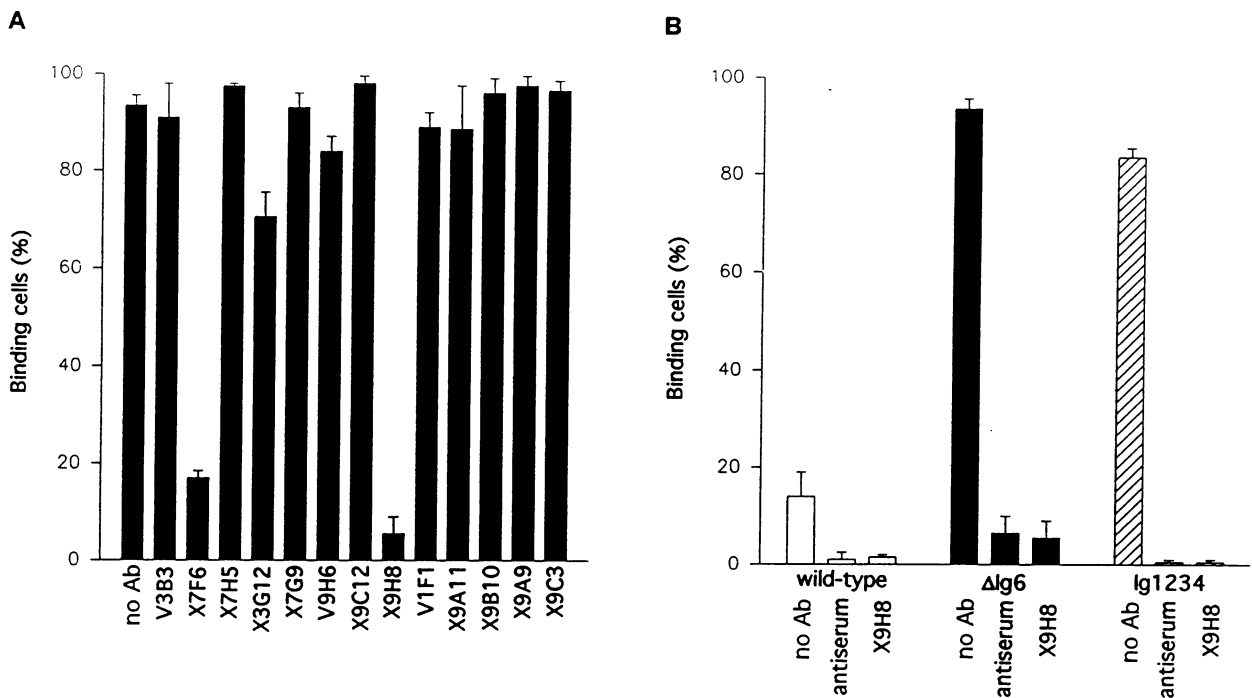 A
Binding cells (%)
100
80
60
40
20
0
no Ab
V3B3
X7F6
X7H5
X3G12
X7G9
V9H6
X9C12
X9H8
V1F1
X9A11
X9B10
X9A9
X9C3
B
Binding cells (%)
100
80
60
40
20
0
wild-type
ΔIg6
Ig1234
no Ab
antiserum
X9H8
no Ab
antiserum
X9H8
no Ab
antiserum
X9H8